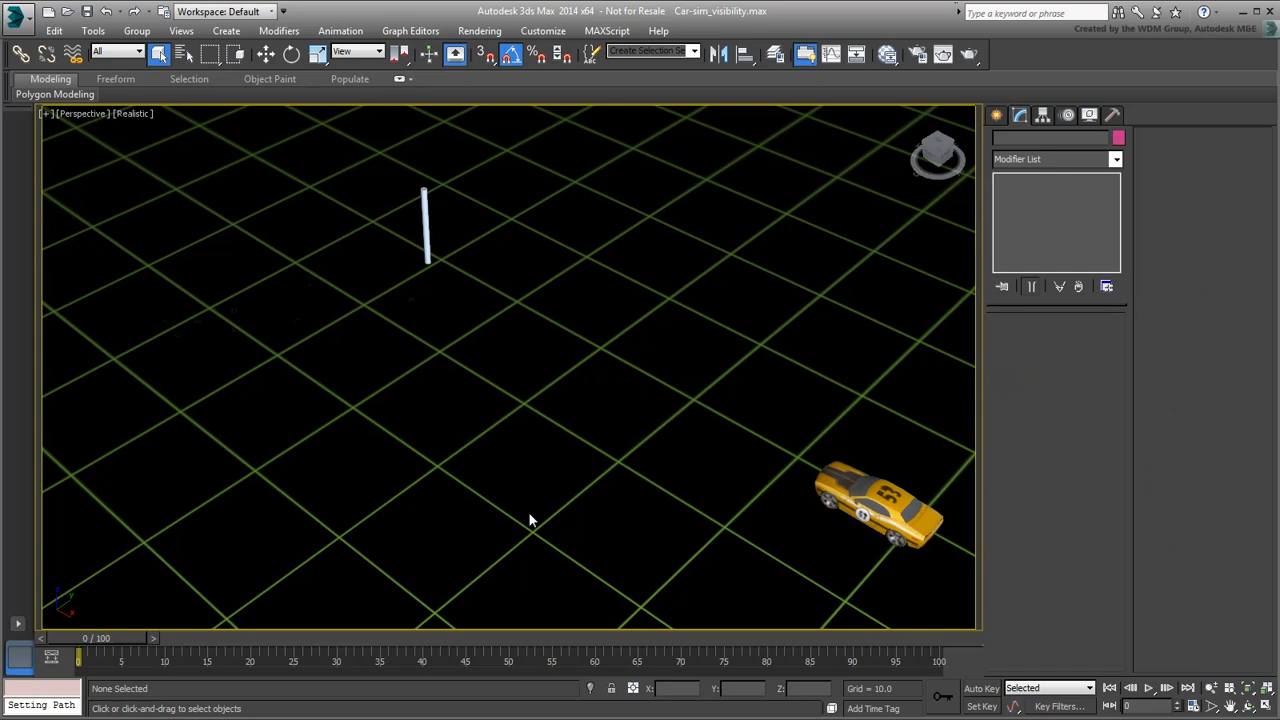 Workspace: Default
Autodesk 3ds Max 2014 x64 - Not for Resale Car-sim_visibility.max
Type a keyword or phrase
Edit Tools Group Views Create Modifiers Animation Graph Editors Rendering Customize MAXScript Help
Created by the WDM Group, Autodesk M&E
All View 3 % Create Selection Se
Modeling Freeform Selection Object Paint Populate
Polygon Modeling
[+] [Perspective] [Realistic]
Modifier List
53
z y x
< 0 / 100 >
0 5 10 15 20 25 30 35 40 45 50 55 60 65 70 75 80 85 90 95 100
None Selected X: Y: Z: Grid = 10.0 Auto Key Selected
Setting Path Click or click-and-drag to select objects Add Time Tag Set Key Key Filters... 0